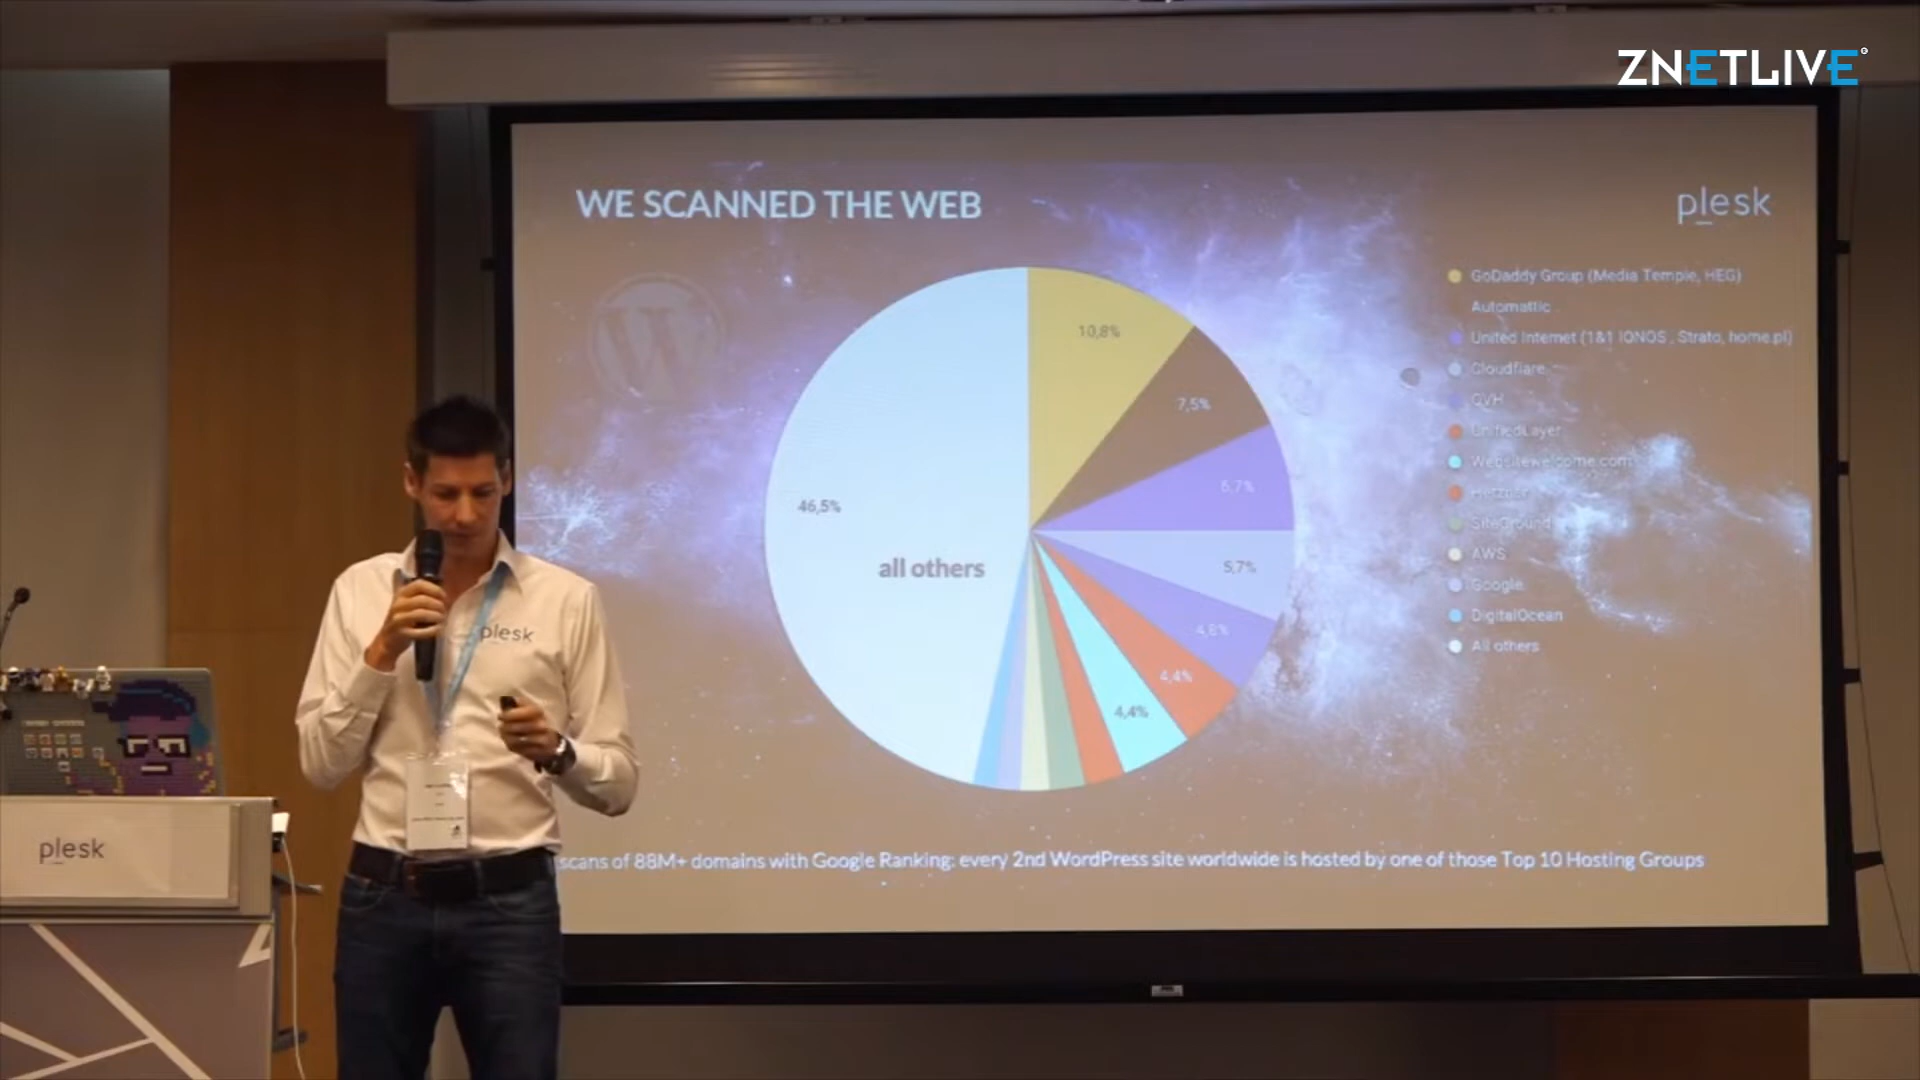 ZNETLIVE
WE SCANNED THE WEB
plesk
GoDaddy Group (Media Temple, HEG)
Automattic
United Internet (1&1 IONOS , Strato, home.pl)
Cloudflare
OVH
UnifiedLayer
Websitewelcome.com
Hetzner
SiteGround
AWS
Google
DigitalOcean
All others
10,8%
7,5%
5,7%
4,4%
4,4%
46,5%
all others
scans of 88M+ domains with Google Ranking: every 2nd WordPress site worldwide is hosted by one of those Top 10 Hosting Groups
plesk
plesk